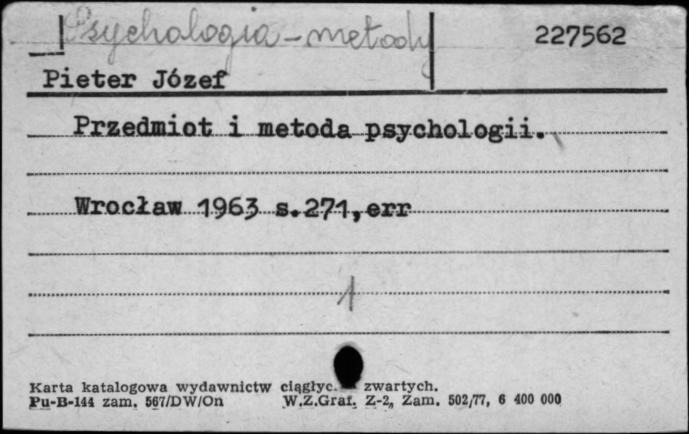 Psychologia - metody
227562
Pieter Józef
Przedmiot i metoda psychologii.
Wrocław 1963 s.271,err
1
Karta katalogowa wydawnictw zwartych.
Pu-B-144 zam. 567/DW/On W.Z.Graf. Z-2, Zam. 502/77, 6 400 000